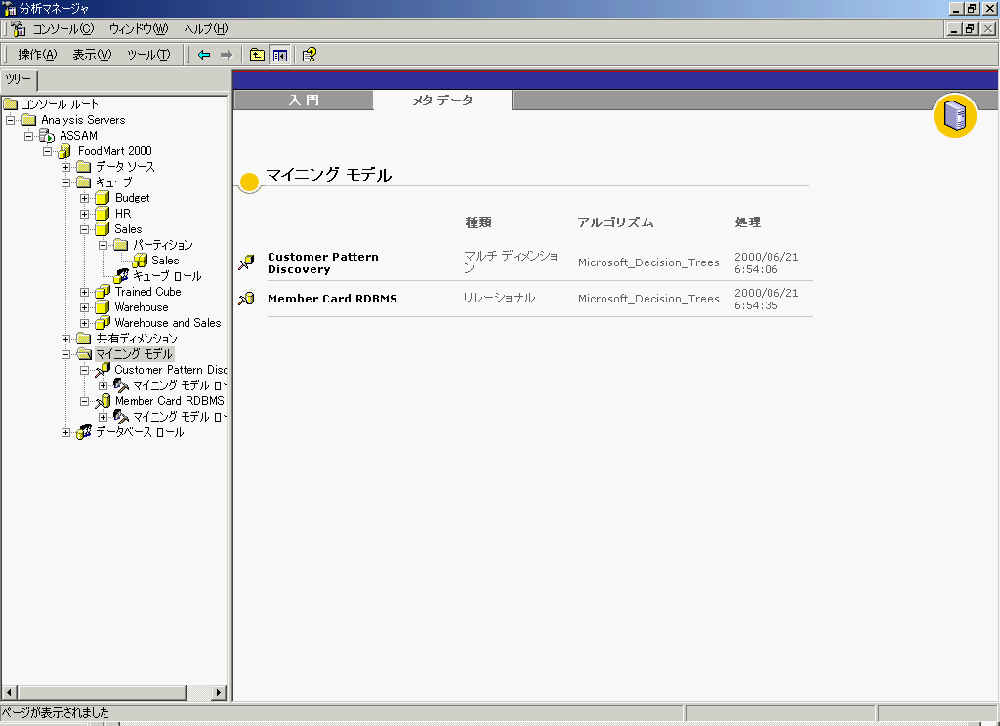 分析マネージャ
コンソール(C) ウィンドウ(W) ヘルプ(H)
操作(A) 表示(V) ツール(T)
ツリー
コンソール ルート
Analysis Servers
ASSAM
FoodMart 2000
データ ソース
キューブ
Budget
HR
Sales
パーティション
Sales
キューブ ロール
Trained Cube
Warehouse
Warehouse and Sales
共有ディメンション
マイニング モデル
Customer Pattern Disc
マイニング モデル ロー
Member Card RDBMS
マイニング モデル ロー
データベース ロール
入門 メタ データ
マイニング モデル
種類 アルゴリズム 処理
Customer Pattern Discovery マルチ ディメンション Microsoft_Decision_Trees 2000/06/21 6:54:06
Member Card RDBMS リレーショナル Microsoft_Decision_Trees 2000/06/21 6:54:35
ページが表示されました